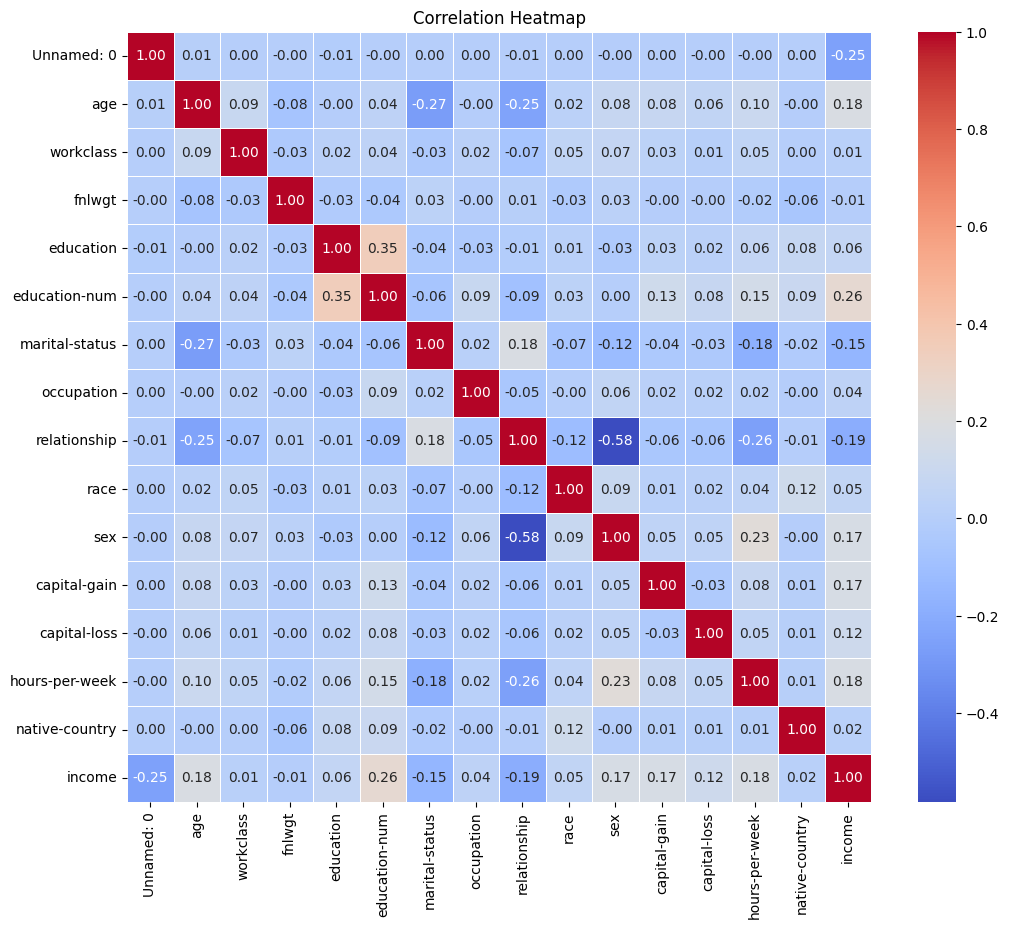 Correlation Heatmap
Unnamed: 0 1.00 0.01 0.00 -0.00 -0.01 -0.00 0.00 0.00 -0.01 0.00 -0.00 0.00 -0.00 -0.00 0.00 -0.25
age 0.01 1.00 0.09 -0.08 -0.00 0.04 -0.27 -0.00 -0.25 0.02 0.08 0.08 0.06 0.10 -0.00 0.18
workclass 0.00 0.09 1.00 -0.03 0.02 0.04 -0.03 0.02 -0.07 0.05 0.07 0.03 0.01 0.05 0.00 0.01
fnlwgt -0.00 -0.08 -0.03 1.00 -0.03 -0.04 0.03 -0.00 0.01 -0.03 0.03 -0.00 -0.00 -0.02 -0.06 -0.01
education -0.01 -0.00 0.02 -0.03 1.00 0.35 -0.04 -0.03 -0.01 0.01 -0.03 0.03 0.02 0.06 0.08 0.06
education-num -0.00 0.04 0.04 -0.04 0.35 1.00 -0.06 0.09 -0.09 0.03 0.00 0.13 0.08 0.15 0.09 0.26
marital-status 0.00 -0.27 -0.03 0.03 -0.04 -0.06 1.00 0.02 0.18 -0.07 -0.12 -0.04 -0.03 -0.18 -0.02 -0.15
occupation 0.00 -0.00 0.02 -0.00 -0.03 0.09 0.02 1.00 -0.05 -0.00 0.06 0.02 0.02 0.02 -0.00 0.04
relationship -0.01 -0.25 -0.07 0.01 -0.01 -0.09 0.18 -0.05 1.00 -0.12 -0.58 -0.06 -0.06 -0.26 -0.01 -0.19
race 0.00 0.02 0.05 -0.03 0.01 0.03 -0.07 -0.00 -0.12 1.00 0.09 0.01 0.02 0.04 0.12 0.05
sex -0.00 0.08 0.07 0.03 -0.03 0.00 -0.12 0.06 -0.58 0.09 1.00 0.05 0.05 0.23 -0.00 0.17
capital-gain 0.00 0.08 0.03 -0.00 0.03 0.13 -0.04 0.02 -0.06 0.01 0.05 1.00 -0.03 0.08 0.01 0.17
capital-loss -0.00 0.06 0.01 -0.00 0.02 0.08 -0.03 0.02 -0.06 0.02 0.05 -0.03 1.00 0.05 0.01 0.12
hours-per-week -0.00 0.10 0.05 -0.02 0.06 0.15 -0.18 0.02 -0.26 0.04 0.23 0.08 0.05 1.00 0.01 0.18
native-country 0.00 -0.00 0.00 -0.06 0.08 0.09 -0.02 -0.00 -0.01 0.12 -0.00 0.01 0.01 0.01 1.00 0.02
income -0.25 0.18 0.01 -0.01 0.06 0.26 -0.15 0.04 -0.19 0.05 0.17 0.17 0.12 0.18 0.02 1.00
Unnamed: 0
age
workclass
fnlwgt
education
education-num
marital-status
occupation
relationship
race
sex
capital-gain
capital-loss
hours-per-week
native-country
income
1.0
0.8
0.6
0.4
0.2
0.0
−0.2
−0.4